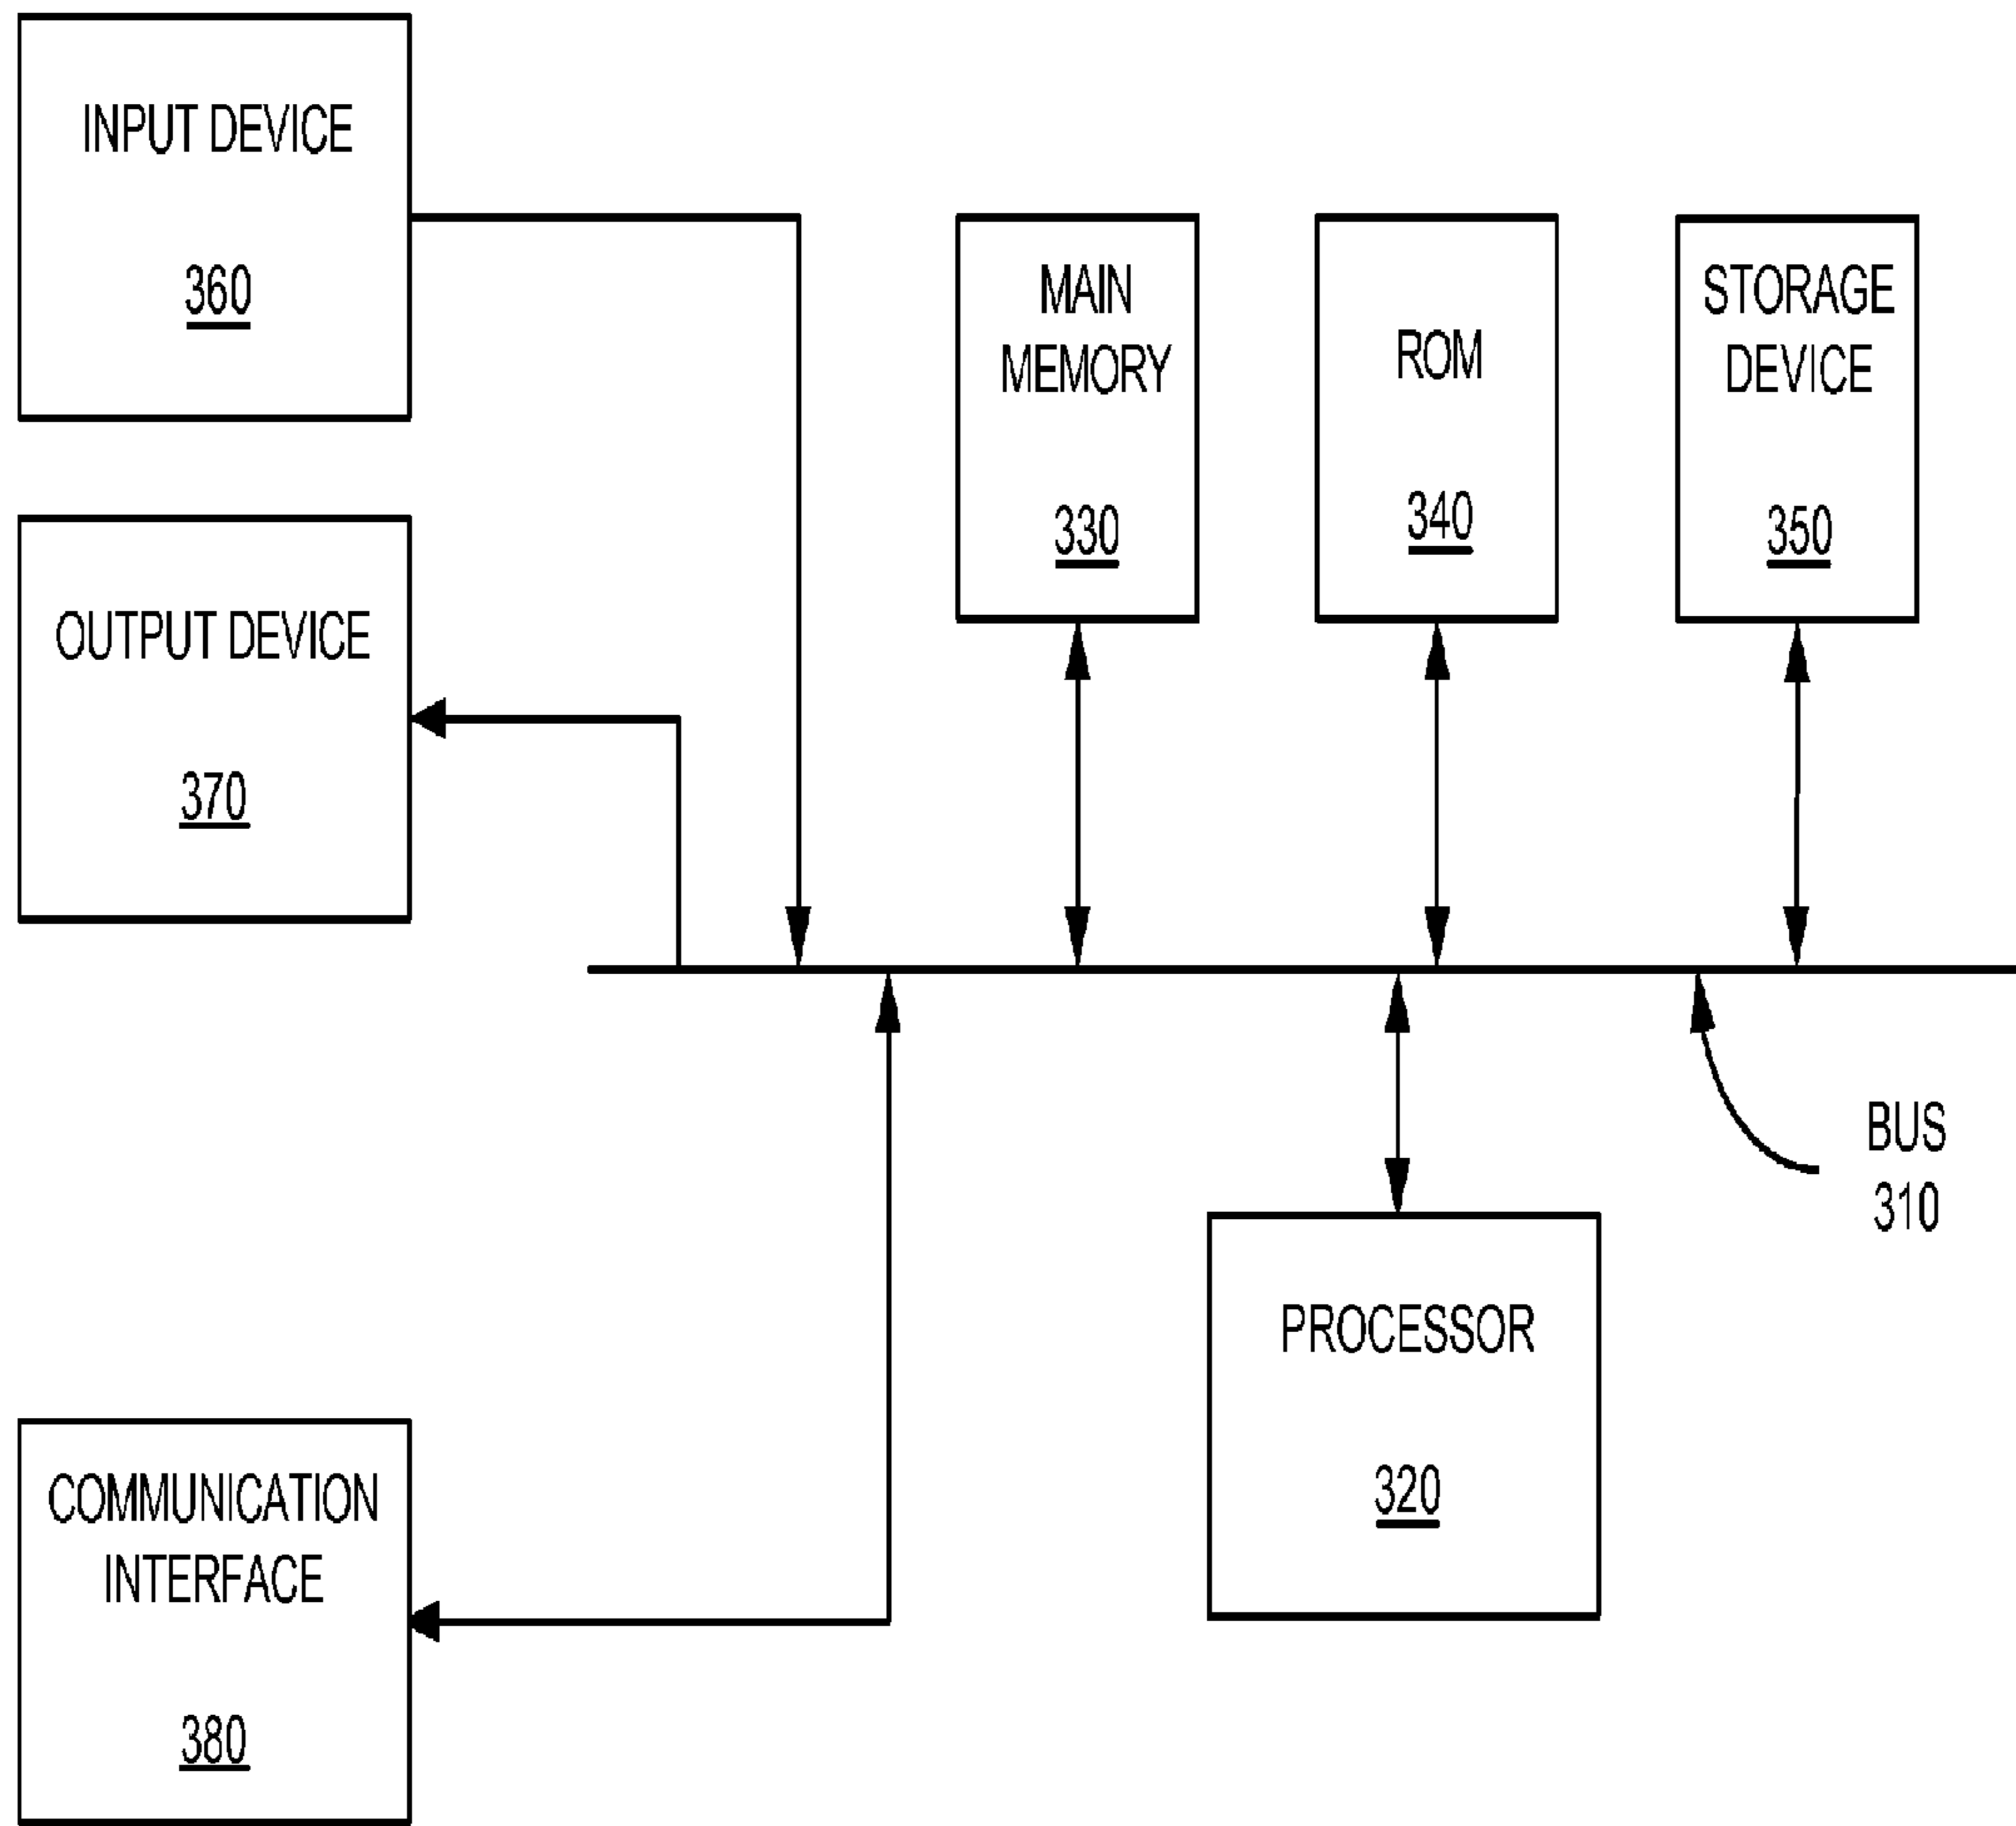 INPUT DEVICE
360
OUTPUT DEVICE
370
COMMUNICATION
INTERFACE
380
MAIN
MEMORY
330
ROM
340
STORAGE
DEVICE
350
PROCESSOR
320
BUS
310